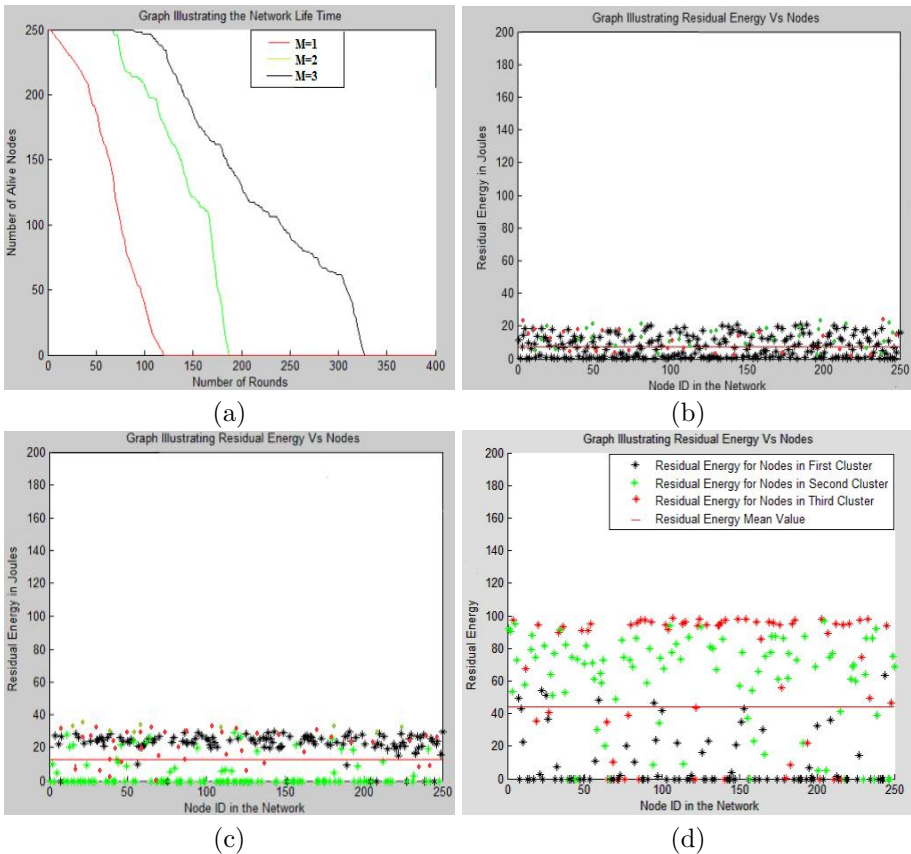 Graph Illustrating the Network Life Time
M=1
M=2
M=3
Number of Alive Nodes
250
200
150
100
50
0
0 50 100 150 200 250 300 350 400
Number of Rounds
(a)
Graph Illustrating Residual Energy Vs Nodes
Residual Energy in Joules
200
180
160
140
120
100
80
60
40
20
0
0 50 100 150 200 250
Node ID in the Network
(b)
Graph Illustrating Residual Energy Vs Nodes
Residual Energy in Joules
200
180
160
140
120
100
80
60
40
20
0
0 50 100 150 200 250
Node ID in the Network
(c)
Graph Illustrating Residual Energy Vs Nodes
Residual Energy for Nodes in First Cluster
Residual Energy for Nodes in Second Cluster
Residual Energy for Nodes in Third Cluster
Residual Energy Mean Value
Residual Energy
200
180
160
140
120
100
80
60
40
20
0
0 50 100 150 200 250
Node ID in the Network
(d)